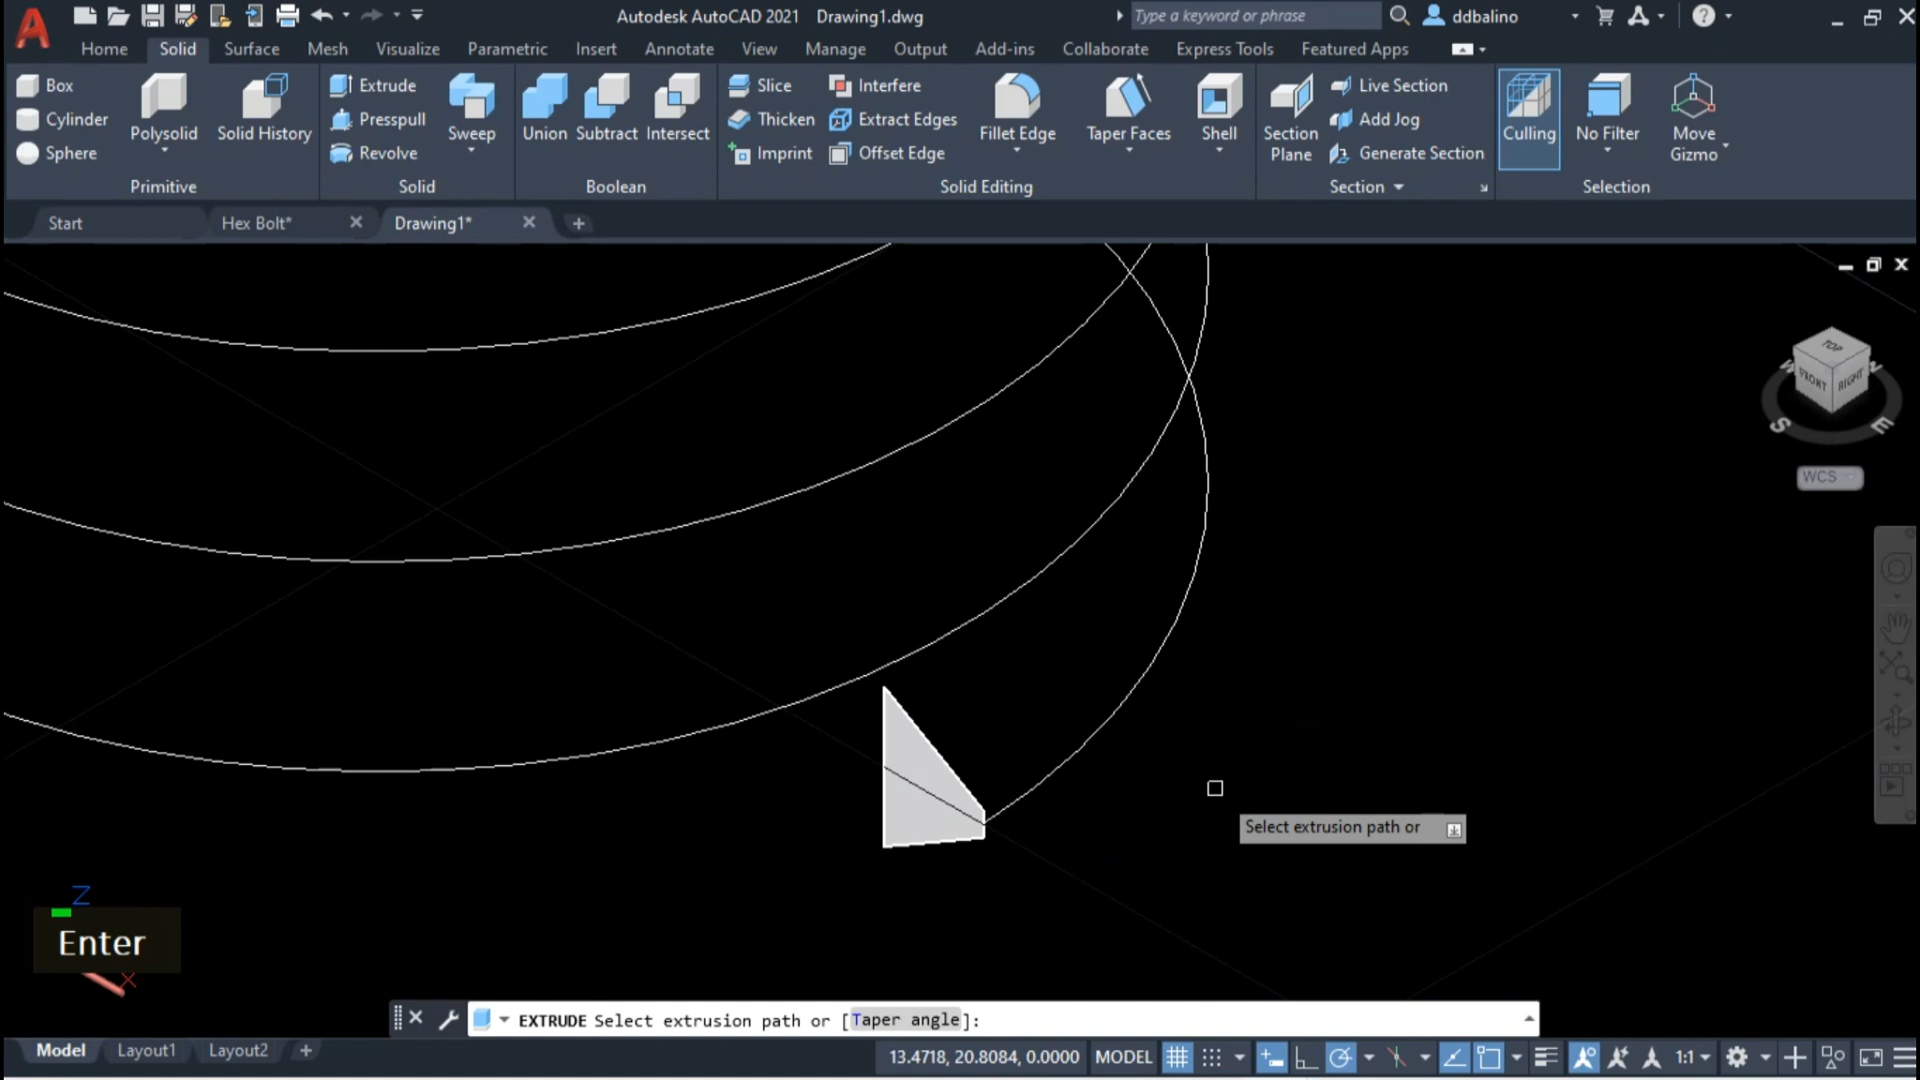 Autodesk AutoCAD 2021 Drawing1.dwg
Type a keyword or phrase
ddbalino
Home Solid Surface Mesh Visualize Parametric Insert Annotate View Manage Output Add-ins Collaborate Express Tools Featured Apps
Box
Cylinder
Sphere
Polysolid
Solid History
Primitive
Extrude
Presspull
Revolve
Sweep
Solid
Union
Subtract
Intersect
Boolean
Slice
Thicken
Imprint
Interfere
Extract Edges
Offset Edge
Fillet Edge
Taper Faces
Shell
Solid Editing
Section
Plane
Live Section
Add Jog
Generate Section
Section
Culling
No Filter
Move
Gizmo
Selection
Start
Hex Bolt*
Drawing1*
TOP
FRONT
RIGHT
W
N
S
E
WCS
Select extrusion path or
Z
Enter
X
EXTRUDE Select extrusion path or [Taper angle]:
Model
Layout1
Layout2
13.4718, 20.8084, 0.0000
MODEL
1:1